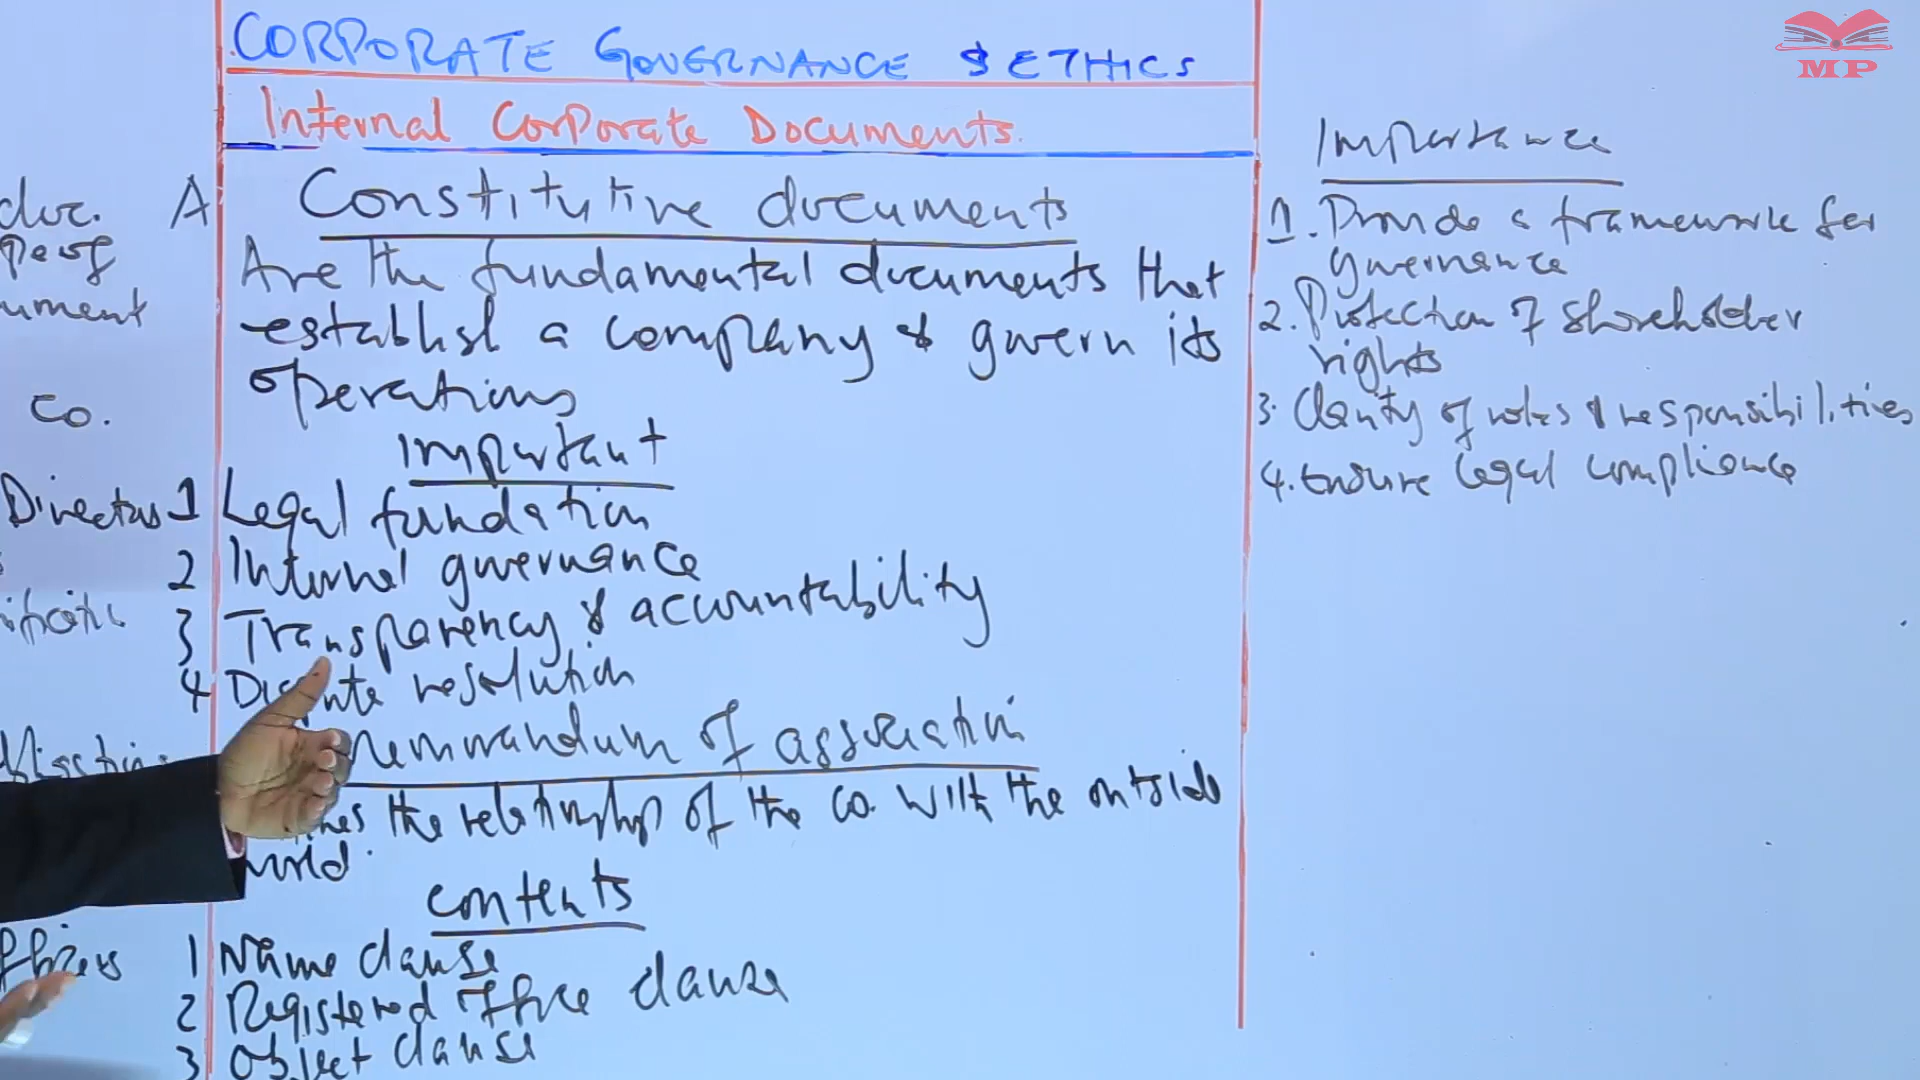 CORPORATE GOVERNANCE & ETHICS
Internal Corporate Documents.
A Constitutive documents
Are the fundamental documents that
establish a company & govern its
operations
Important
1 Legal fundation
2 Internal governance
3 Transparency & accountability
4 Dispute resolution
Memorandum of association
the relationship of the co. with the outside
world.
contents
1 Name clause
2 Registered office clause
3 Object clause
doc.
ument
co.
Directors
MP
Importance
1. Provide a framework for
governance
2. Protection of shareholder
rights
3. Clarity of roles & responsibilities
4. Ensure legal compliance